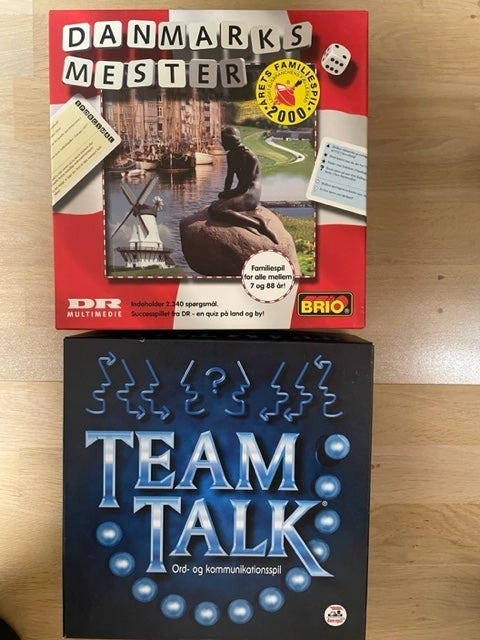 DANMARKS
MESTER
ÅRETS FAMILIESPIL
2000
Familiespil
for alle mellem
7 og 88 år!
DR
MULTIMEDIE
Indeholder 2.340 spørgsmål.
Successpillet fra DR - en quiz på land og by!
BRIO®
?
TEAM
TALK®
Ord- og kommunikationsspil